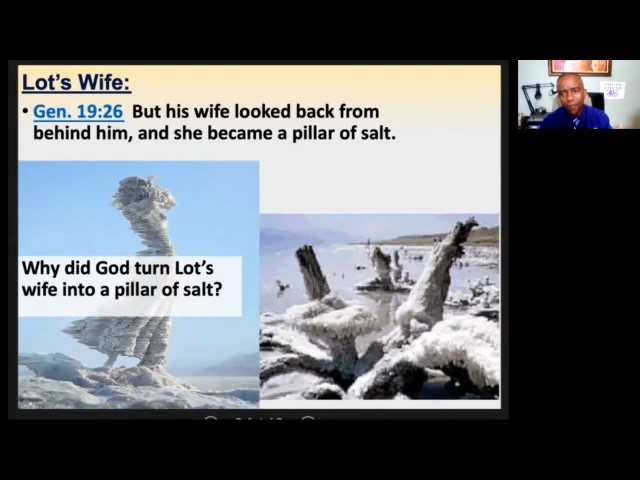 Lot's Wife:
• Gen. 19:26 But his wife looked back from
behind him, and she became a pillar of salt.
Why did God turn Lot's
wife into a pillar of salt?